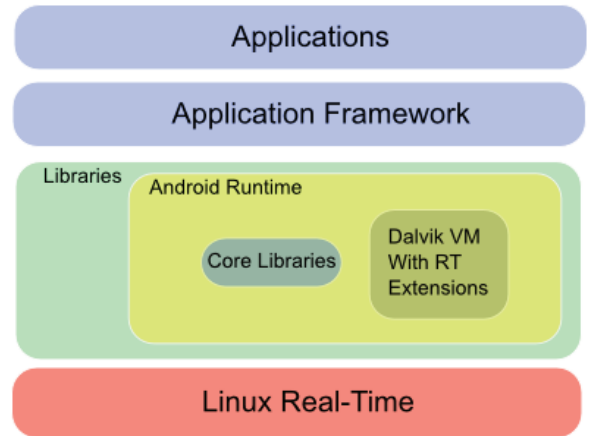 Applications
Application Framework
Libraries
Android Runtime
Core Libraries
Dalvik VM
With RT
Extensions
Linux Real-Time